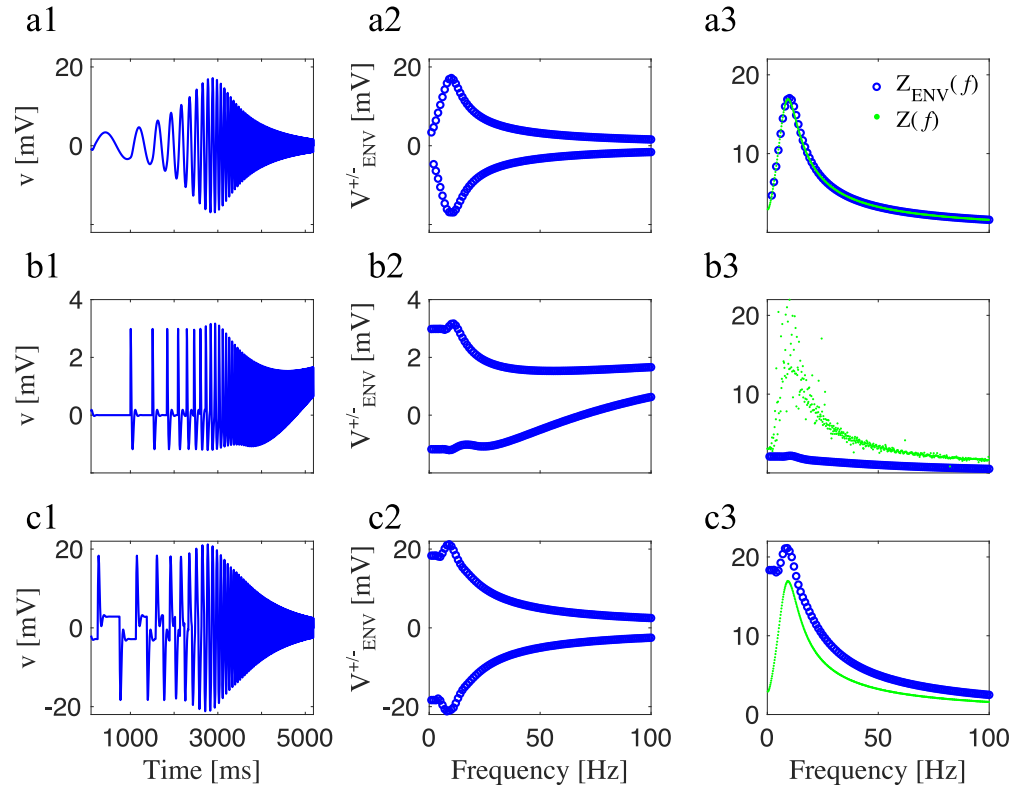 a1
a2
a3
20
0
v [mV]
20
0
V+/-ENV [mV]
20
10
ZENV(f)
Z(f)
b1
b2
b3
4
2
0
v [mV]
4
2
0
V+/-ENV [mV]
20
10
c1
c2
c3
20
0
-20
v [mV]
1000 3000 5000
Time [ms]
20
0
-20
V+/-ENV [mV]
0 50 100
Frequency [Hz]
20
10
0
0 50 100
Frequency [Hz]